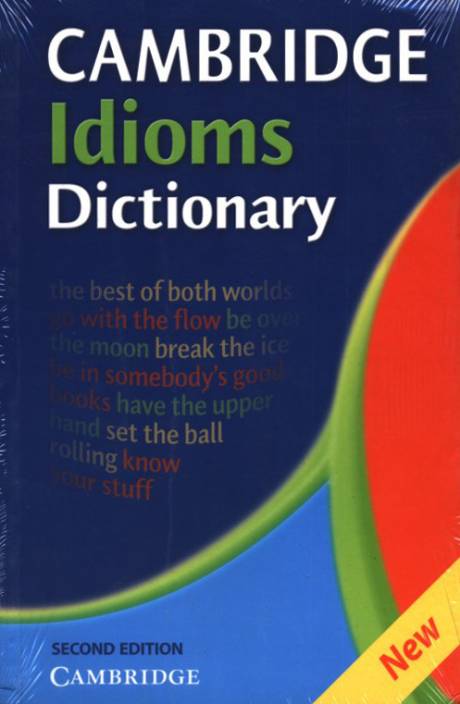 CAMBRIDGE
Idioms
Dictionary
the best of both worlds
go with the flow be over
the moon break the ice
be in somebody's good
books have the upper
hand set the ball
rolling know
your stuff
SECOND EDITION
CAMBRIDGE
New